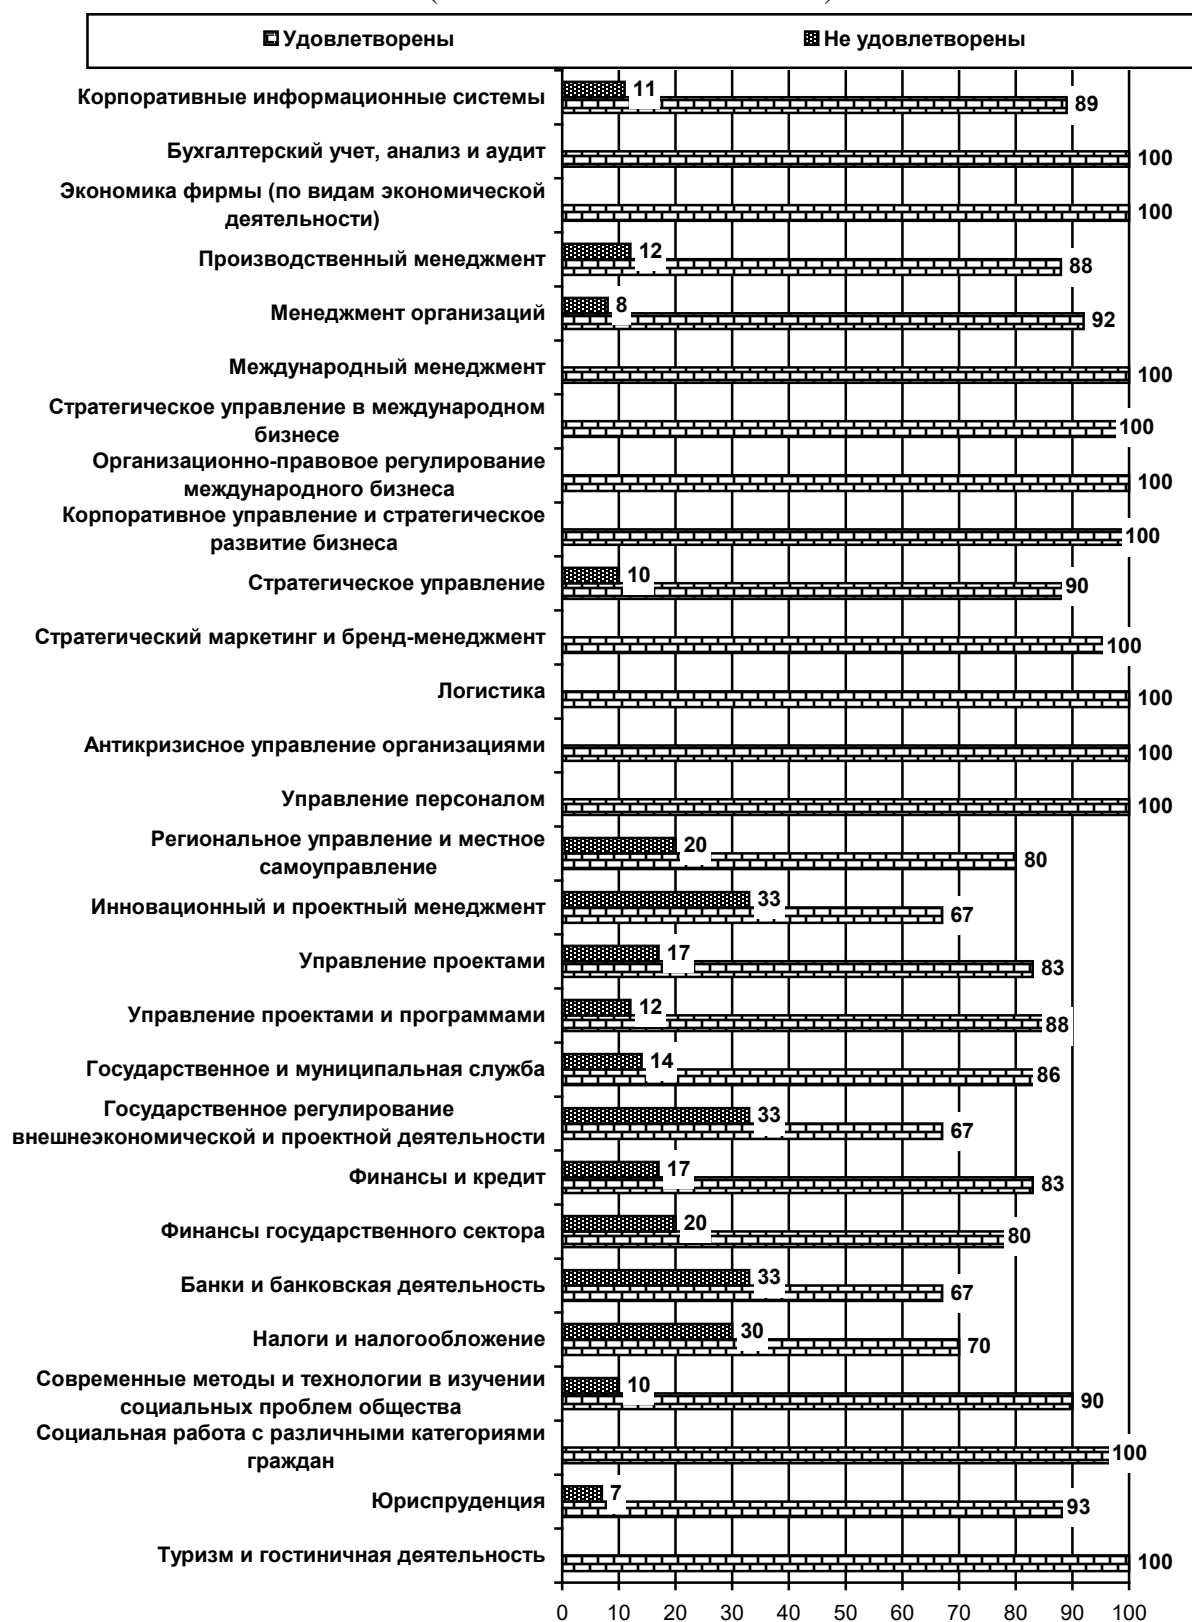 Удовлетворены Не удовлетворены
Корпоративные информационные системы 11 89
Бухгалтерский учет, анализ и аудит 100
Экономика фирмы (по видам экономической
деятельности) 100
Производственный менеджмент 12 88
Менеджмент организаций 8 92
Международный менеджмент 100
Стратегическое управление в международном
бизнесе 100
Организационно-правовое регулирование
международного бизнеса 100
Корпоративное управление и стратегическое
развитие бизнеса 100
Стратегическое управление 10 90
Стратегический маркетинг и бренд-менеджмент 100
Логистика 100
Антикризисное управление организациями 100
Управление персоналом 100
Региональное управление и местное
самоуправление 20 80
Инновационный и проектный менеджмент 33 67
Управление проектами 17 83
Управление проектами и программами 12 88
Государственное и муниципальная служба 14 86
Государственное регулирование
внешнеэкономической и проектной деятельности 33 67
Финансы и кредит 17 83
Финансы государственного сектора 20 80
Банки и банковская деятельность 33 67
Налоги и налогообложение 30 70
Современные методы и технологии в изучении
социальных проблем общества 10 90
Социальная работа с различными категориями
граждан 100
Юриспруденция 7 93
Туризм и гостиничная деятельность 100
0 10 20 30 40 50 60 70 80 90 100